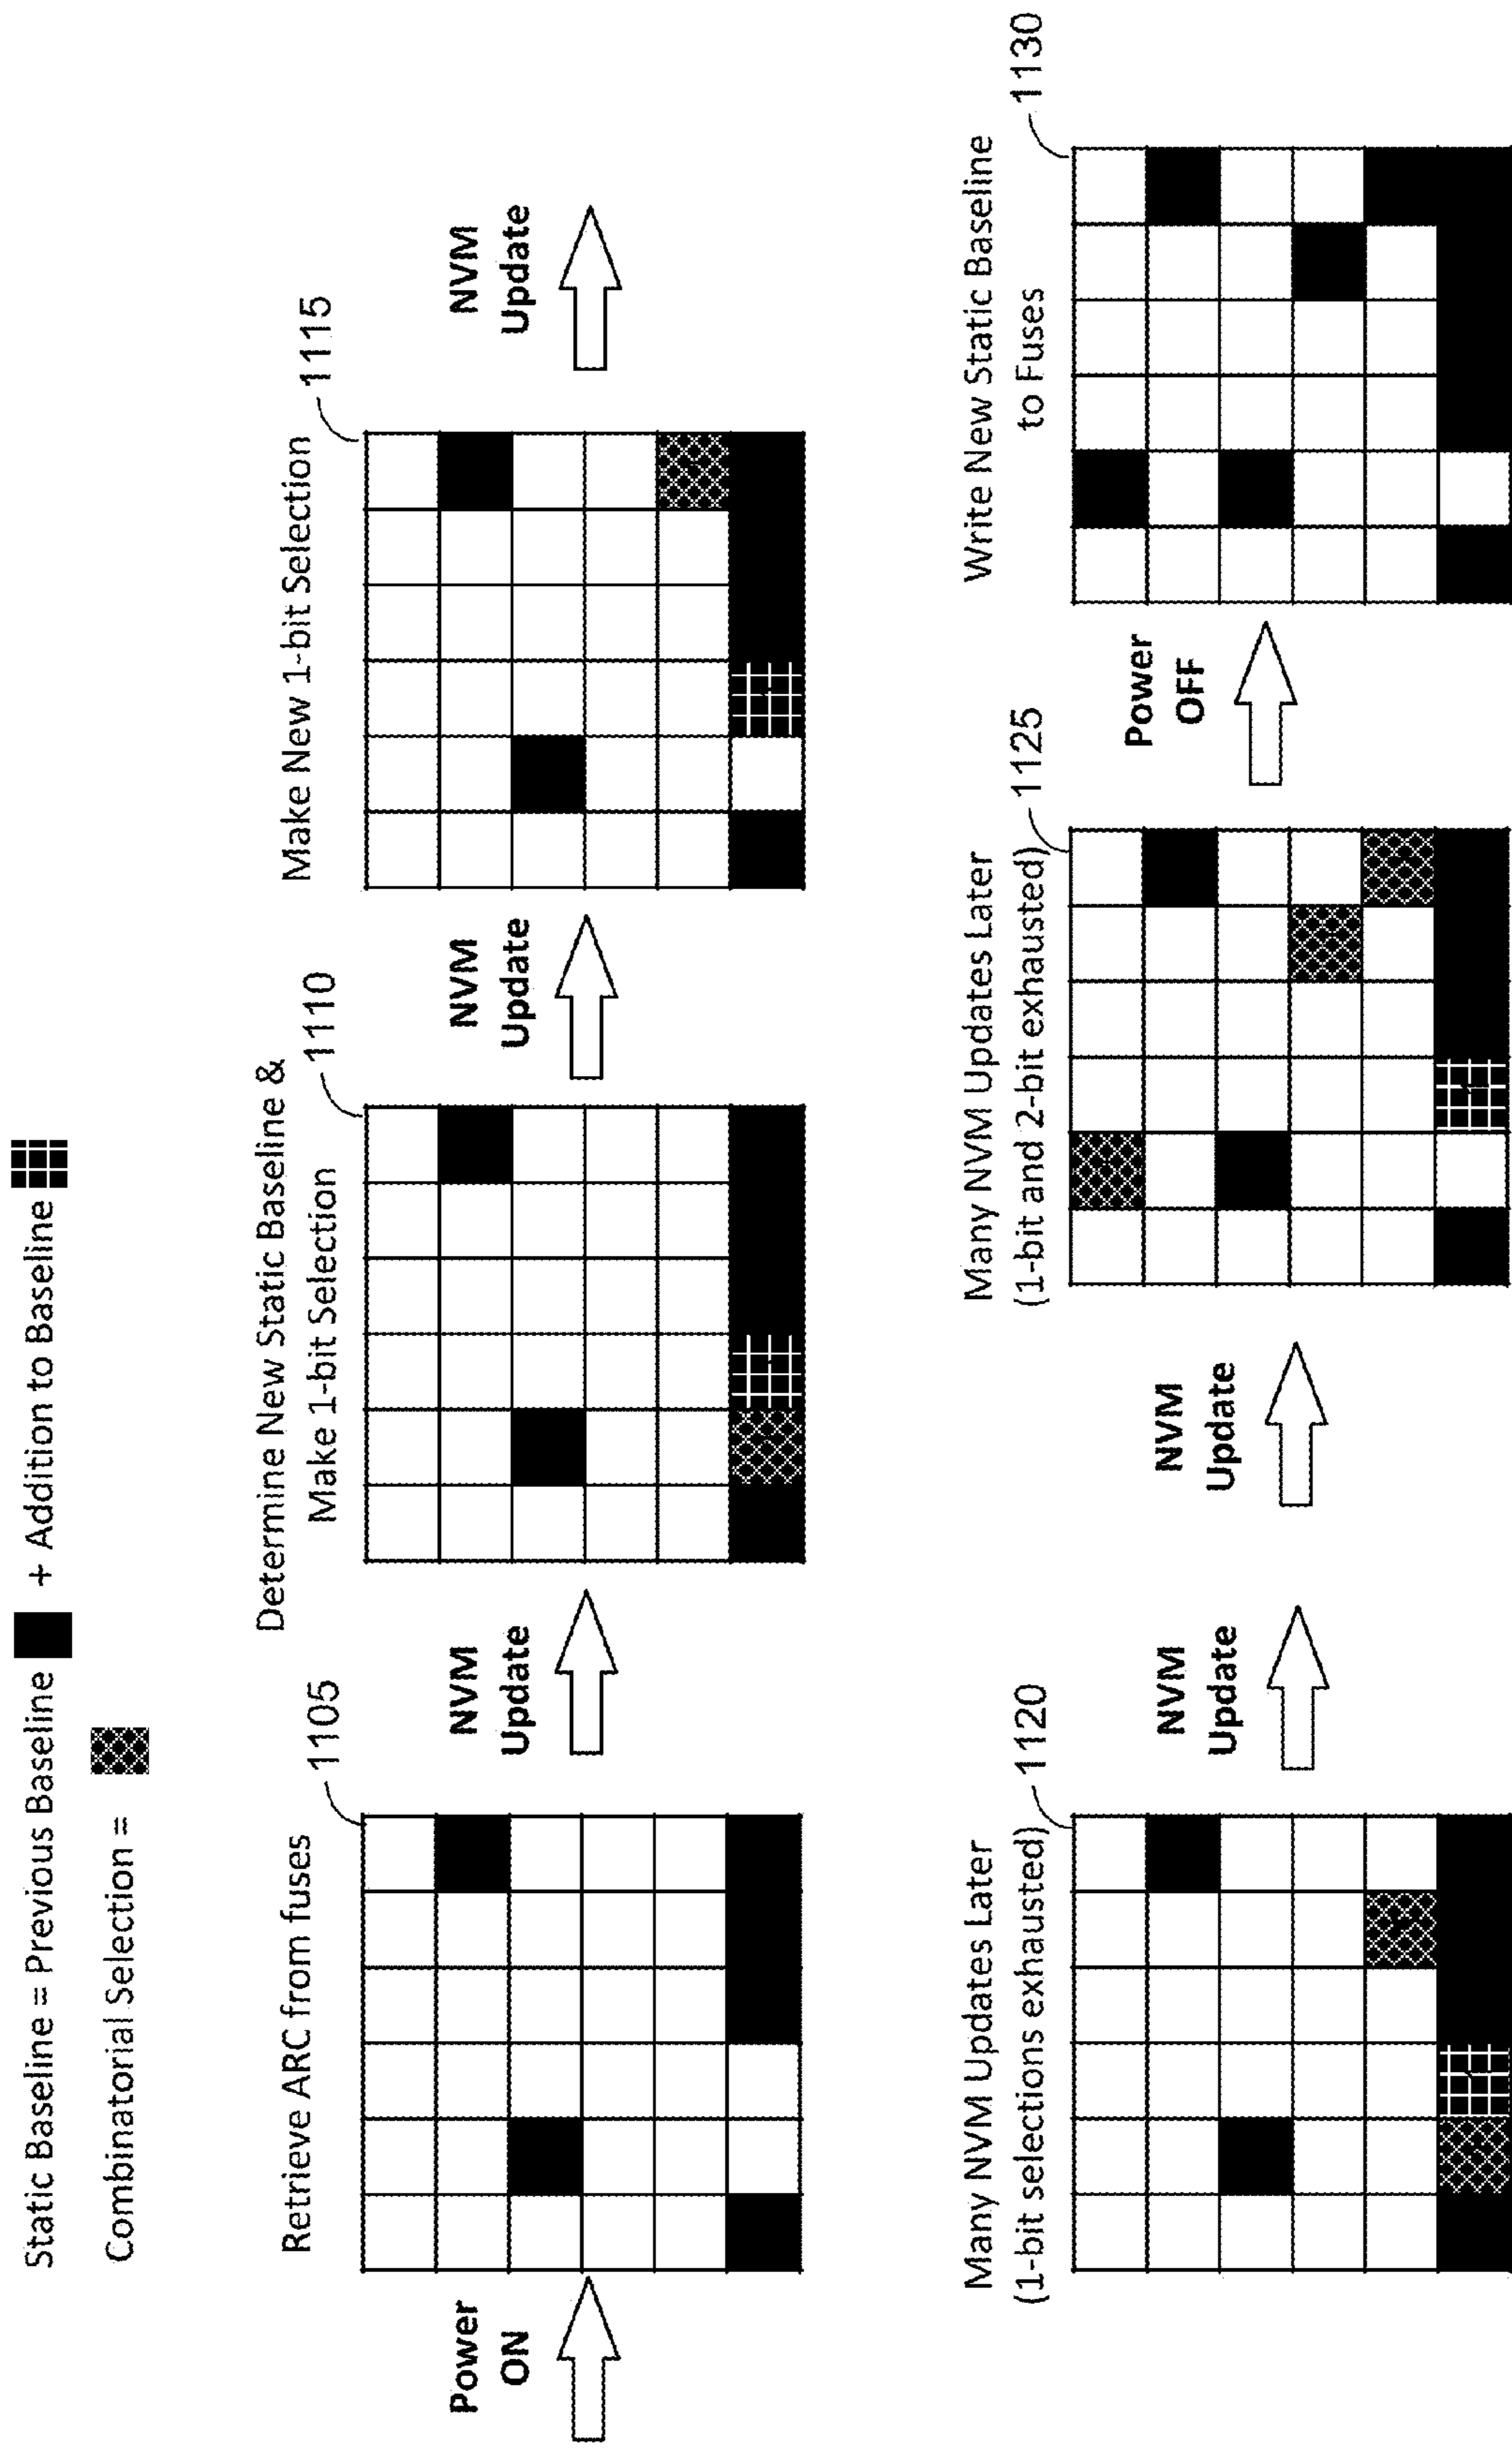 Static Baseline = Previous Baseline + Addition to Baseline
Combinatorial Selection =
Power
ON
Retrieve ARC from fuses
1105
NVM
Update
Determine New Static Baseline &
Make 1-bit Selection
1110
NVM
Update
Make New 1-bit Selection
1115
NVM
Update
Many NVM Updates Later
(1-bit selections exhausted)
1120
NVM
Update
NVM
Update
Many NVM Updates Later
(1-bit and 2-bit exhausted)
1125
Power
OFF
Write New Static Baseline
to Fuses
1130